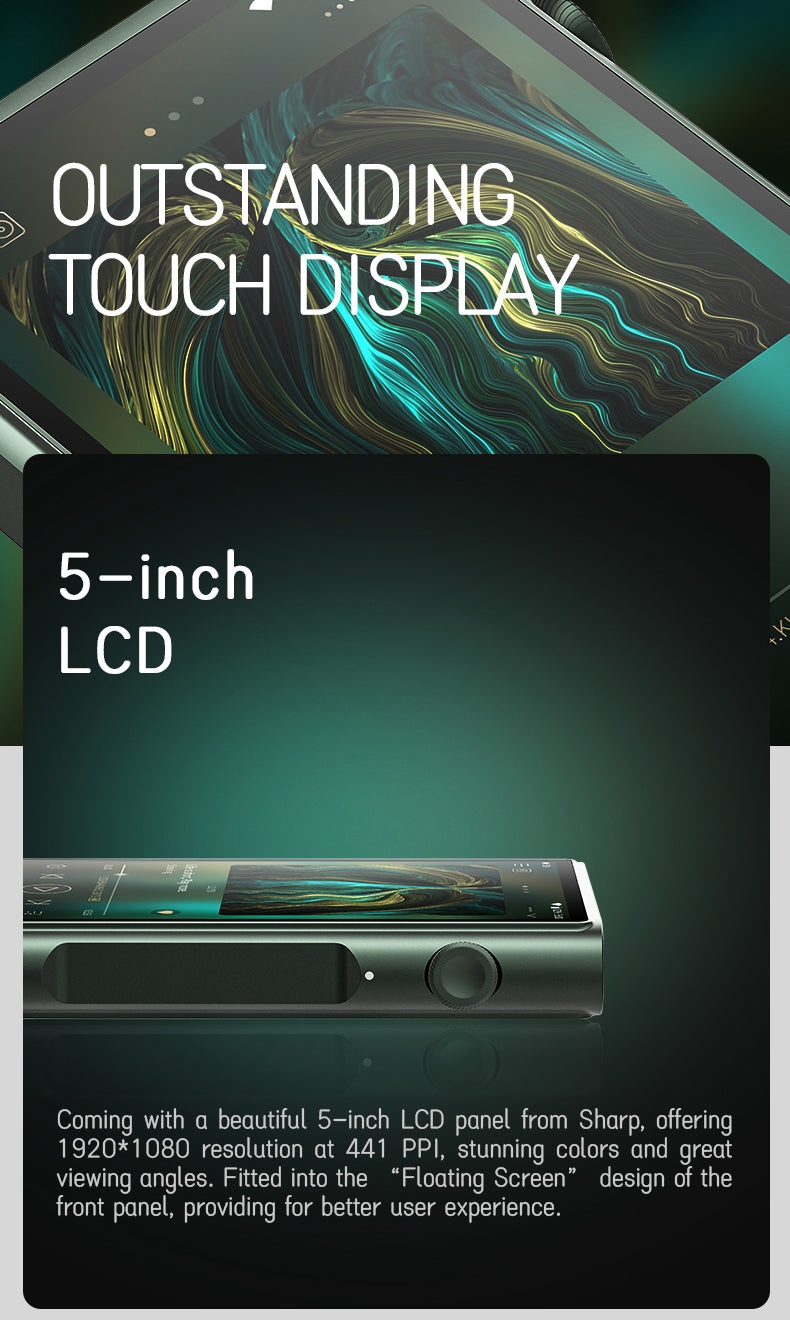 OUTSTANDING
TOUCH DISPLAY
5-inch
LCD
Coming with a beautiful 5-inch LCD panel from Sharp, offering
1920*1080 resolution at 441 PPI, stunning colors and great
viewing angles. Fitted into the “Floating Screen” design of the
front panel, providing for better user experience.